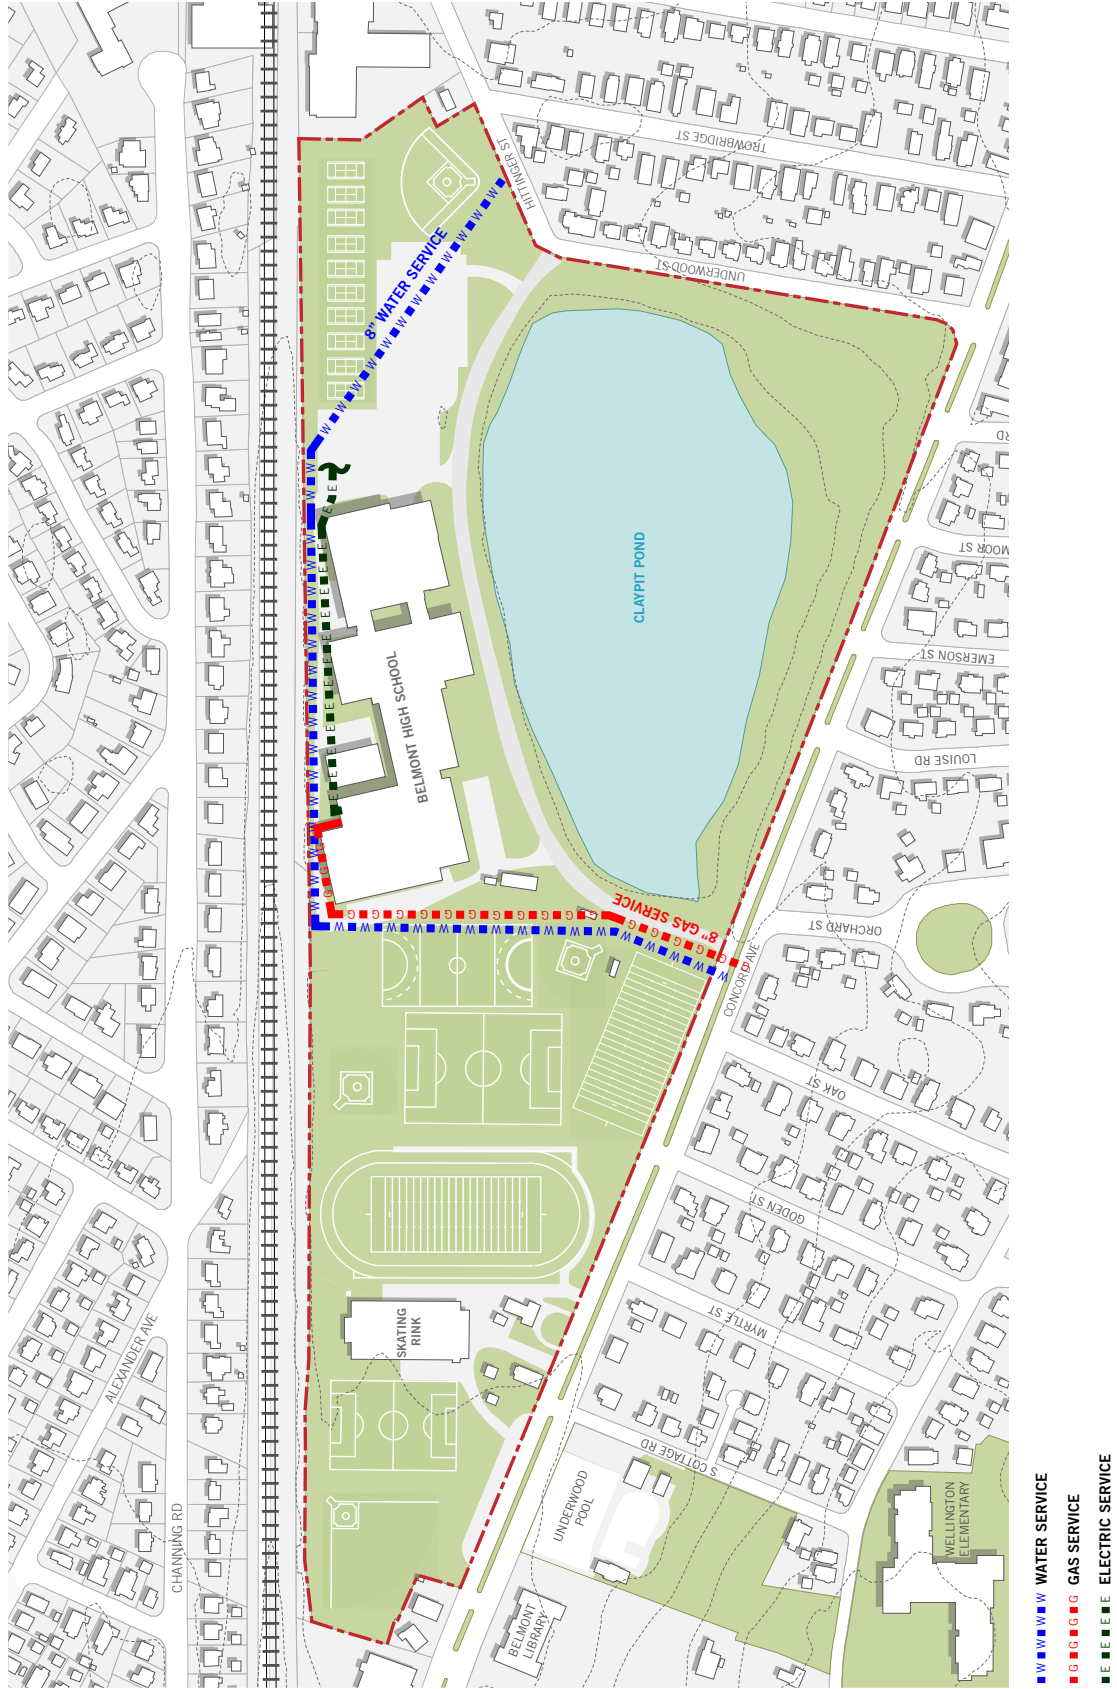 TROWBRIDGE ST
HITTINGER ST
UNDERWOOD ST
8" WATER SERVICE
RD
MOOR ST
CLAYPIT POND
EMERSON ST
BELMONT HIGH SCHOOL
LOUISE RD
8" GAS SERVICE
ORCHARD ST
CONCORD AVE
OAK ST
GODEN ST
MYRTLE ST
SKATING
RINK
ALEXANDER AVE
S COTTAGE RD
UNDERWOOD
POOL
CHANNING RD
WELLINGTON
ELEMENTARY
BELMONT
LIBRARY
W W W W WATER SERVICE
G G G G G GAS SERVICE
E E E E E ELECTRIC SERVICE